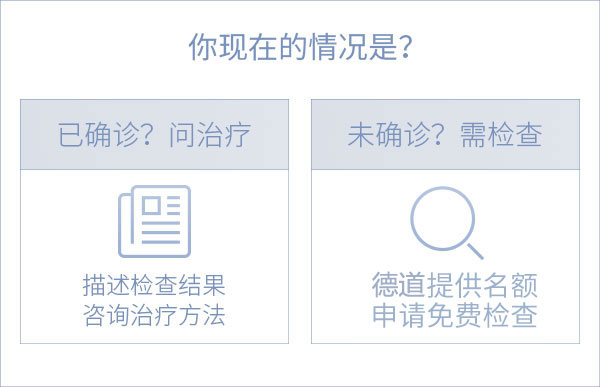 你现在的情况是？
已确诊？问治疗
描述检查结果
咨询治疗方法
未确诊？需检查
德道提供名额
申请免费检查